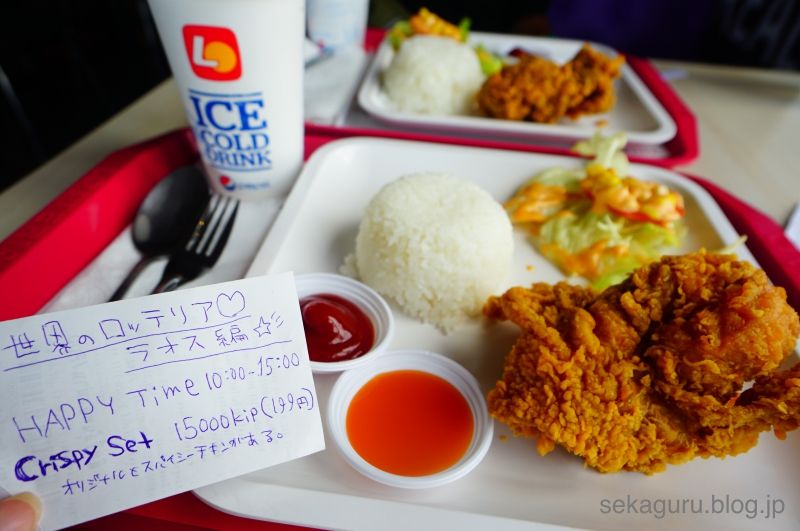 L
ICE
COLD
DRINK
pepsi
世界のロッテリア♡
ラオス編☆
HAPPY Time 10:00~15:00
Crispy Set 15000kip (199円)
オリジナルとスパイシーチキンがある。
sekaguru.blog.jp